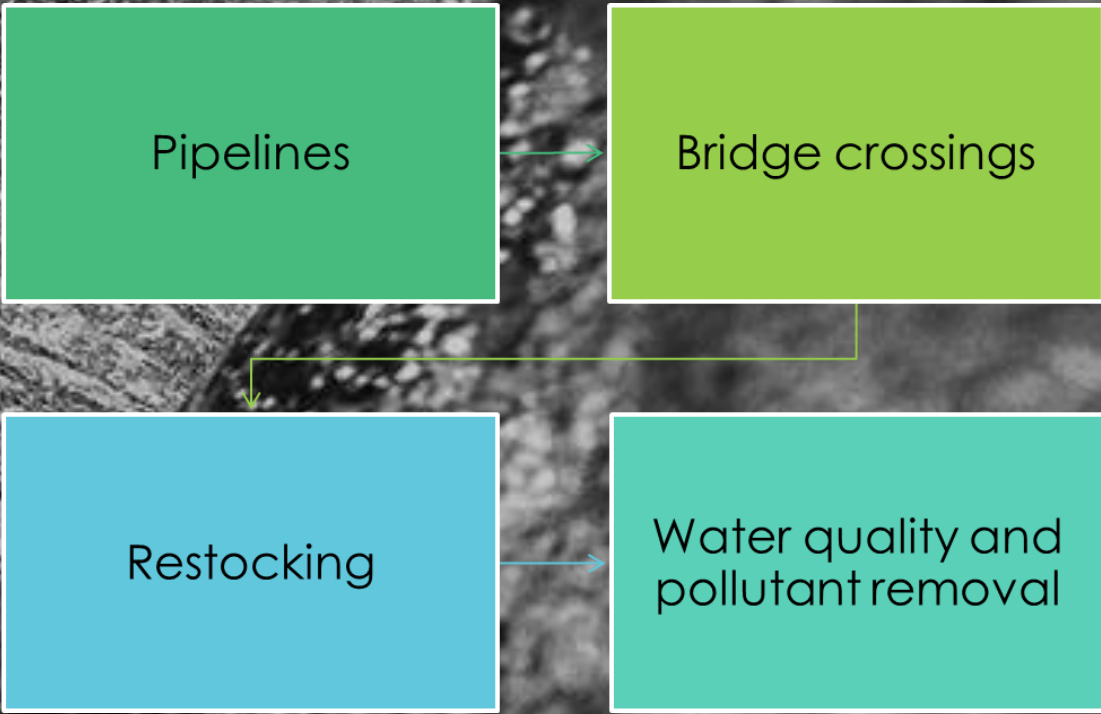 Pipelines
Bridge crossings
Restocking
Water quality and
pollutant removal